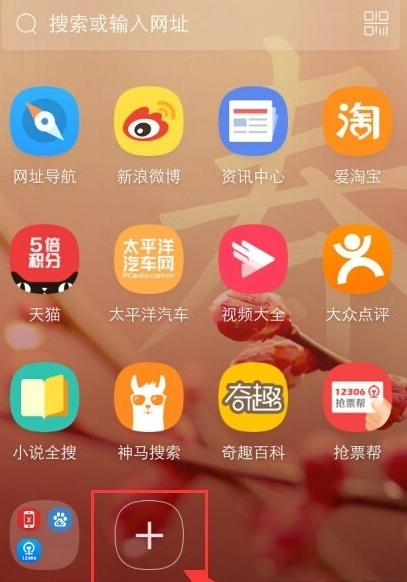 搜索或输入网址
淘
网址导航
新浪微博
资讯中心
爱淘宝
5倍
积分
太平洋
汽车网
PCauto.com.cn
天猫
太平洋汽车
视频大全
大众点评
奇趣
12306
抢票帮
小说全搜
神马搜索
奇趣百科
抢票帮
12306
春